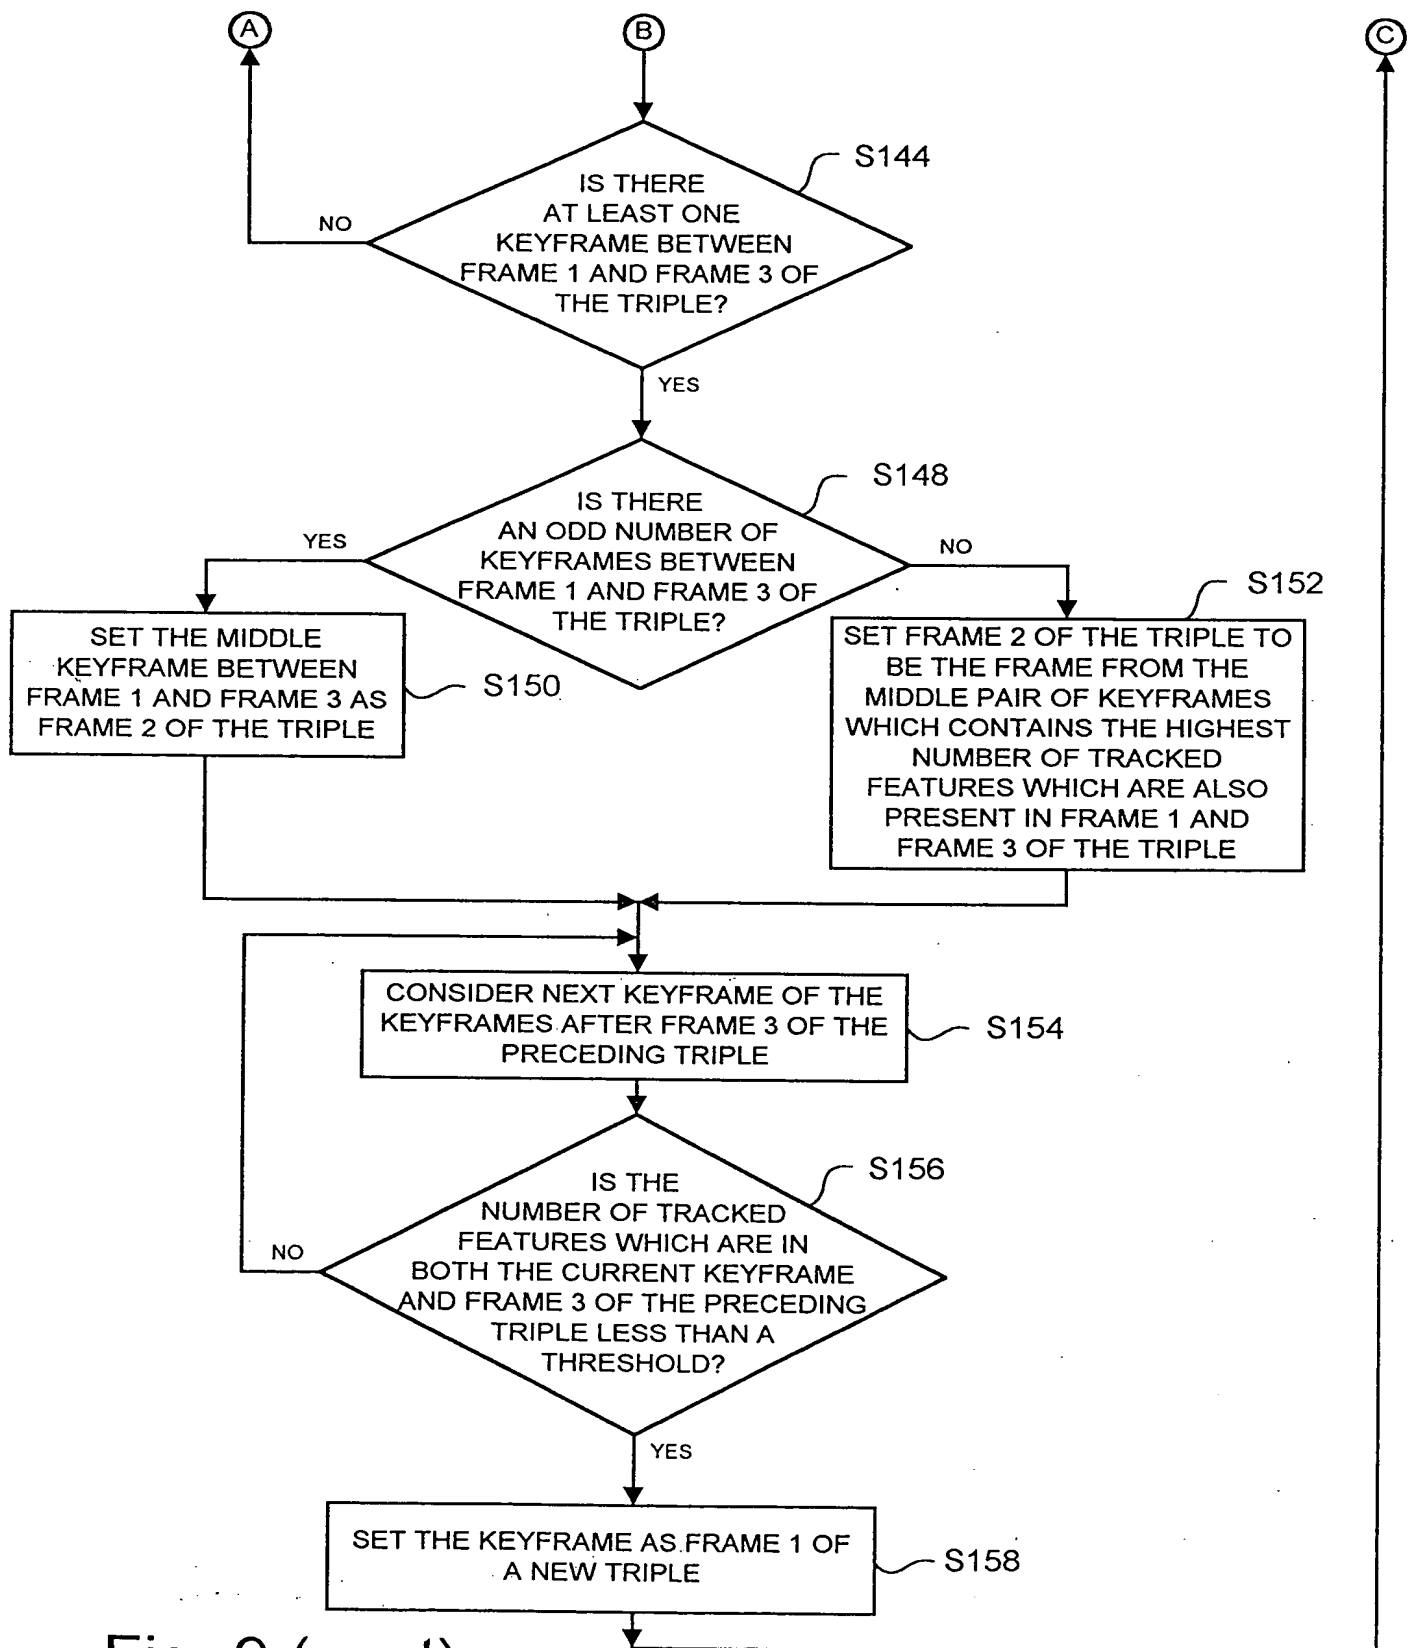 A
B
C
S144
IS THERE
AT LEAST ONE
KEYFRAME BETWEEN
FRAME 1 AND FRAME 3 OF
THE TRIPLE?
NO
YES
S148
IS THERE
AN ODD NUMBER OF
KEYFRAMES BETWEEN
FRAME 1 AND FRAME 3 OF
THE TRIPLE?
YES
NO
S152
SET THE MIDDLE
KEYFRAME BETWEEN
FRAME 1 AND FRAME 3 AS
FRAME 2 OF THE TRIPLE
S150
SET FRAME 2 OF THE TRIPLE TO
BE THE FRAME FROM THE
MIDDLE PAIR OF KEYFRAMES
WHICH CONTAINS THE HIGHEST
NUMBER OF TRACKED
FEATURES WHICH ARE ALSO
PRESENT IN FRAME 1 AND
FRAME 3 OF THE TRIPLE
CONSIDER NEXT KEYFRAME OF THE
KEYFRAMES AFTER FRAME 3 OF THE
PRECEDING TRIPLE
S154
S156
IS THE
NUMBER OF TRACKED
FEATURES WHICH ARE IN
BOTH THE CURRENT KEYFRAME
AND FRAME 3 OF THE PRECEDING
TRIPLE LESS THAN A
THRESHOLD?
NO
YES
SET THE KEYFRAME AS FRAME 1 OF
A NEW TRIPLE
S158